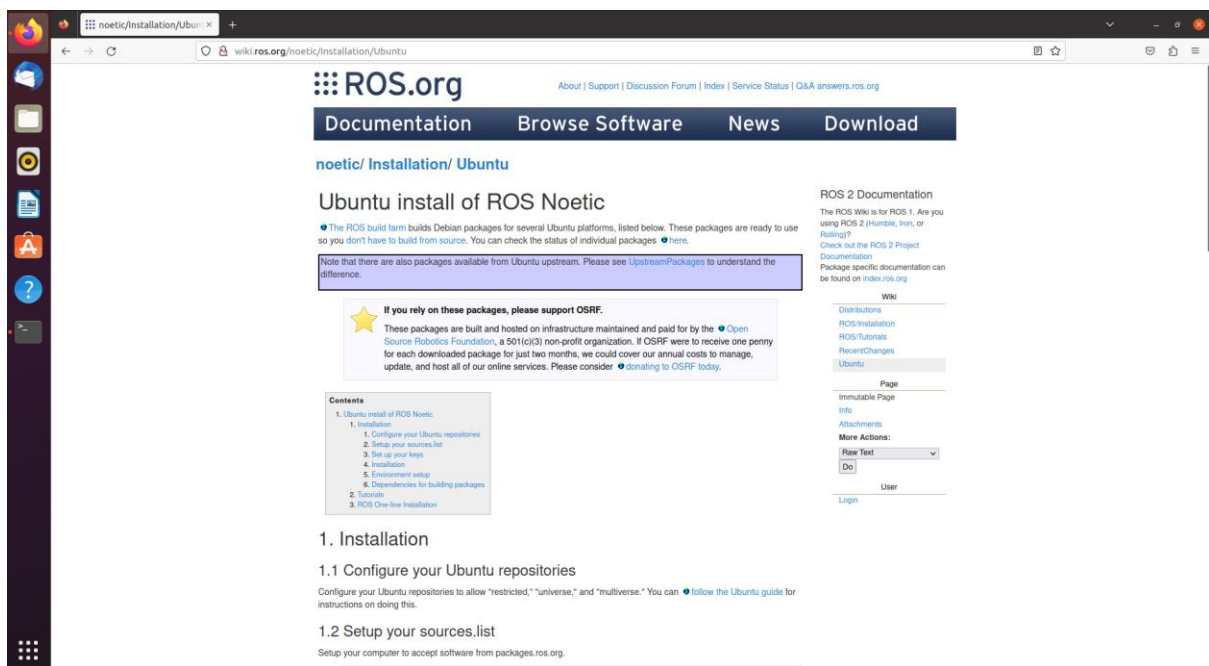 noetic/Installation/Ubun
wiki.ros.org/noetic/Installation/Ubuntu
ROS.org
About | Support | Discussion Forum | Index | Service Status | Q&A answers.ros.org
Documentation Browse Software News Download
noetic/ Installation/ Ubuntu
Ubuntu install of ROS Noetic
The ROS build farm builds Debian packages for several Ubuntu platforms, listed below. These packages are ready to use
so you don't have to build from source. You can check the status of individual packages here.
Note that there are also packages available from Ubuntu upstream. Please see UpstreamPackages to understand the
difference.
If you rely on these packages, please support OSRF.
These packages are built and hosted on infrastructure maintained and paid for by the Open
Source Robotics Foundation, a 501(c)(3) non-profit organization. If OSRF were to receive one penny
for each downloaded package for just two months, we could cover our annual costs to manage,
update, and host all of our online services. Please consider donating to OSRF today.
Contents
1. Ubuntu install of ROS Noetic
1. Installation
1. Configure your Ubuntu repositories
2. Setup your sources.list
3. Set up your keys
4. Installation
5. Environment setup
6. Dependencies for building packages
2. Tutorials
3. ROS One-line Installation
1. Installation
1.1 Configure your Ubuntu repositories
Configure your Ubuntu repositories to allow "restricted," "universe," and "multiverse." You can follow the Ubuntu guide for
instructions on doing this.
1.2 Setup your sources.list
Setup your computer to accept software from packages.ros.org.
ROS 2 Documentation
The ROS Wiki is for ROS 1. Are you
using ROS 2 (Humble, Iron, or
Rolling)?
Check out the ROS 2 Project
Documentation
Package specific documentation can
be found on index.ros.org
Wiki
Distributions
ROS/Installation
ROS/Tutorials
RecentChanges
Ubuntu
Page
Immutable Page
Info
Attachments
More Actions:
Raw Text
Do
User
Login